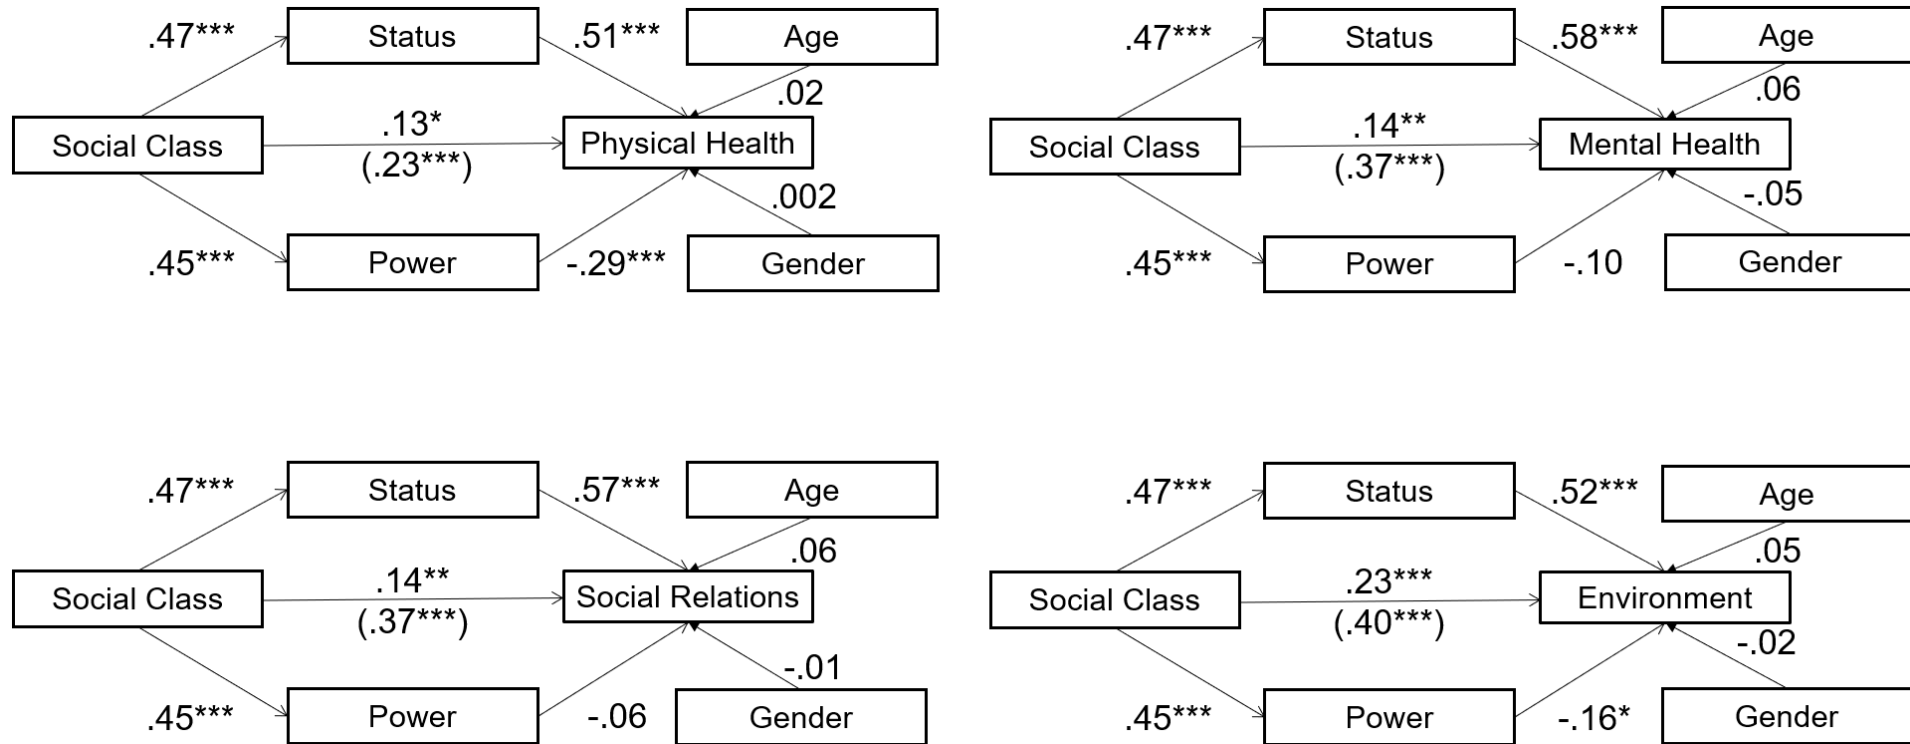 .47***
Status
.51***
Age
.02
Social Class
.13*
(.23***)
Physical Health
.002
.45***
Power
-.29***
Gender
.47***
Status
.58***
Age
.06
Social Class
.14**
(.37***)
Mental Health
-.05
.45***
Power
-.10
Gender
.47***
Status
.57***
Age
.06
Social Class
.14**
(.37***)
Social Relations
-.01
.45***
Power
-.06
Gender
.47***
Status
.52***
Age
.05
Social Class
.23***
(.40***)
Environment
-.02
.45***
Power
-.16*
Gender